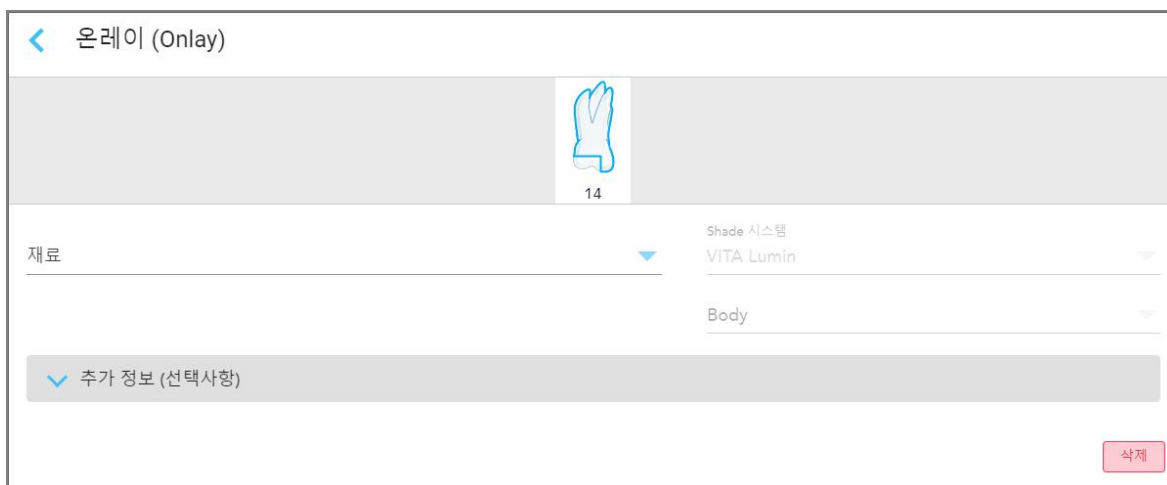 온레이 (Onlay)
14
재료
Shade 시스템
VITA Lumin
Body
추가 정보 (선택사항)
삭제